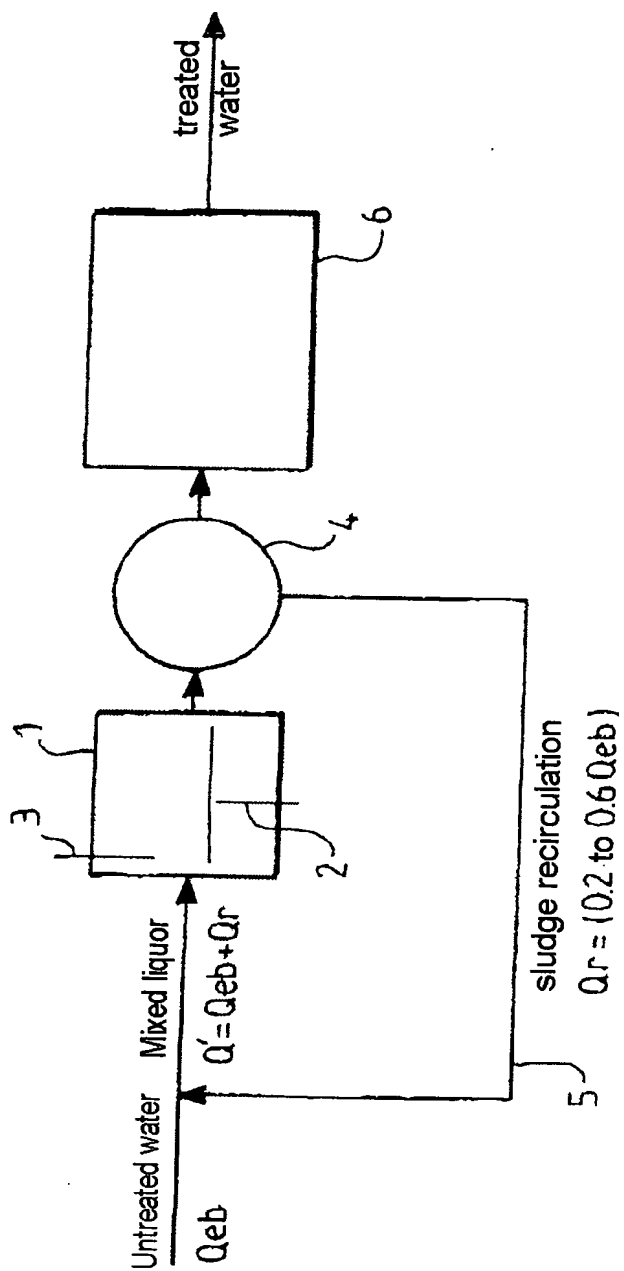 Untreated water
Qeb
Mixed liquor
Q'=Qeb+Qr
3
1
2
4
6
treated
water
5
sludge recirculation
Qr = (0.2 to 0.6 Qeb)